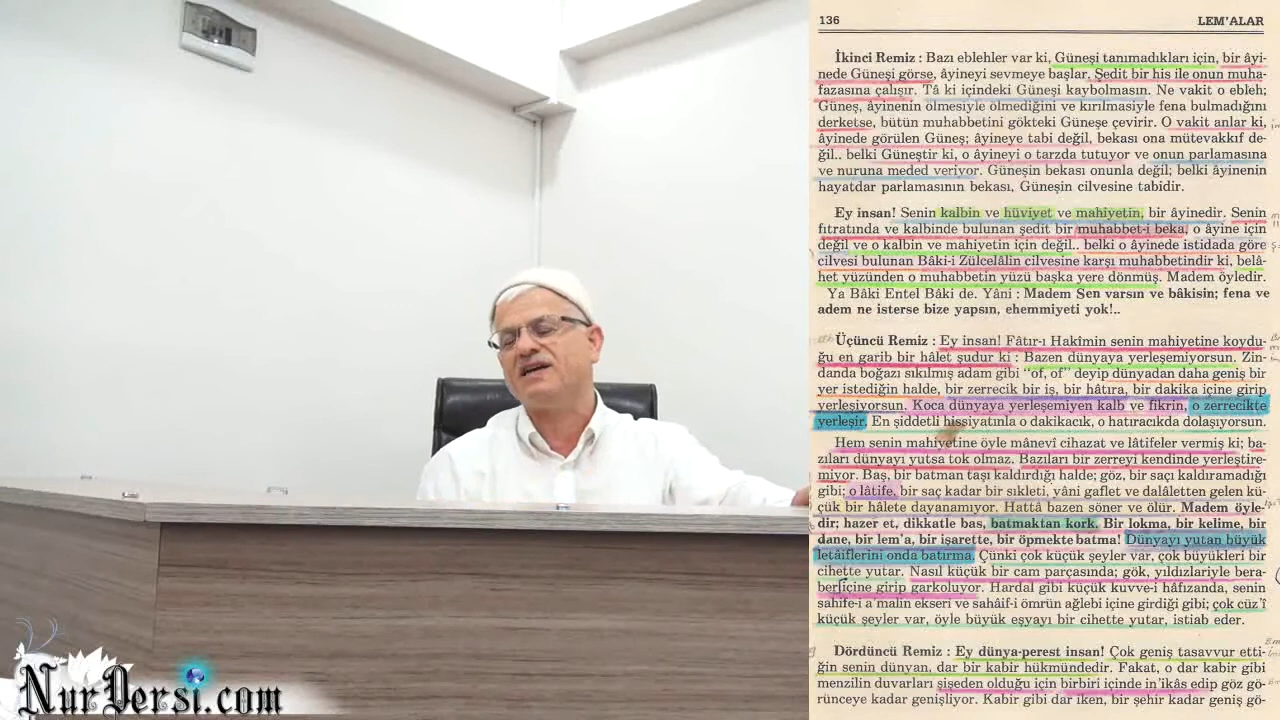 136
LEM'ALAR
İkinci Remiz : Bazı eblehler var ki, Güneşi tanımadıkları için, bir âyi-
nede Güneşi görse, âyineyi sevmeye başlar. Şedit bir his ile onun muha-
fazasına çalışır. Tâ ki içindeki Güneşi kaybolmasın. Ne vakit o ebleh;
Güneş, âyinenin ölmesiyle ölmediğini ve kırılmasiyle fena bulmadığını
derketse, bütün muhabbetini gökteki Güneşe çevirir. O vakit anlar ki,
âyinede görülen Güneş; âyineye tabi değil, bekası ona mütevakkıf de-
ğil.. belki Güneştir ki, o âyineyi o tarzda tutuyor ve onun parlamasına
ve nuruna meded veriyor. Güneşin bekası onunla değil; belki âyinenin
hayatdar parlamasının bekası, Güneşin cilvesine tabidir.
Ey insan! Senin kalbin ve hüviyet ve mahiyetin, bir âyinedir. Senin
fıtratında ve kalbinde bulunan şedit bir muhabbet-i beka, o âyine için
değil ve o kalbin ve mahiyetin için değil.. belki o âyinede istidada göre
cilvesi bulunan Bâki-i Zülcelâlin cilvesine karşı muhabbetindir ki, belâ-
het yüzünden o muhabbetin yüzü başka yere dönmüş. Madem öyledir.
Ya Bâki Entel Bâki de. Yâni : Madem Sen varsın ve bâkisin; fena ve
adem ne isterse bize yapsın, ehemmiyeti yok!..
Üçüncü Remiz : Ey insan! Fâtır-ı Hakîmin senin mahiyetine koydu-
ğu en garib bir hâlet şudur ki : Bazen dünyaya yerleşemiyorsun. Zin-
danda boğazı sıkılmış adam gibi "of, of" deyip dünyadan daha geniş bir
yer istediğin halde, bir zerrecik bir iş, bir hâtıra, bir dakika içine girip
yerleşiyorsun. Koca dünyaya yerleşemiyen kalb ve fikrin, o zerrecikte
yerleşir. En şiddetli hissiyatınla o dakikacık, o hatıracıkda dolaşıyorsun.
Hem senin mahiyetine öyle mânevî cihazat ve lâtifeler vermiş ki; ba-
zıları dünyayı yutsa tok olmaz. Bazıları bir zerreyi kendinde yerleştire-
miyor. Baş, bir batman taşı kaldırdığı halde; göz, bir saçı kaldıramadığı
gibi; o lâtife, bir saç kadar bir sıkleti, yâni gaflet ve dalâletten gelen kü-
çük bir hâlete dayanamıyor. Hattâ bazen söner ve ölür. Madem öyle-
dir; hazer et, dikkatle bas, batmaktan kork. Bir lokma, bir kelime, bir
dane, bir lem'a, bir işarette, bir öpmekte batma! Dünyayı yutan büyük
letâiflerini onda batırma. Çünki çok küçük şeyler var, çok büyükleri bir
cihette yutar. Nasıl küçük bir cam parçasında; gök, yıldızlariyle bera-
ber içine girip garkoluyor. Hardal gibi küçük kuvve-i hâfızanda, senin
sahife-i a'malin ekseri ve sahâif-i ömrün ağlebi içine girdiği gibi; çok cüz'î
küçük şeyler var, öyle büyük eşyayı bir cihette yutar, istiab eder.
Dördüncü Remiz : Ey dünya-perest insan! Çok geniş tasavvur etti-
ğin senin dünyan, dar bir kabir hükmündedir. Fakat, o dar kabir gibi
menzilin duvarları şişeden olduğu için birbiri içinde in'ikâs edip göz gö-
rünceye kadar genişliyor. Kabir gibi dar iken, bir şehir kadar geniş gö-
NurDersi.com